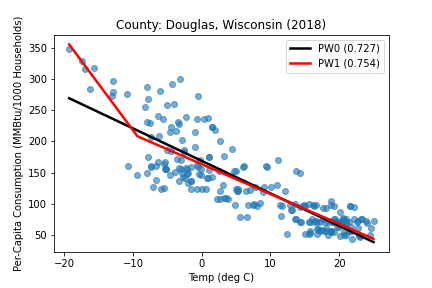 County: Douglas, Wisconsin (2018)
PW0 (0.727)
PW1 (0.754)
Per-Capita Consumption (MMBtu/1000 Households)
350
300
250
200
150
100
50
−20 −10 0 10 20
Temp (deg C)